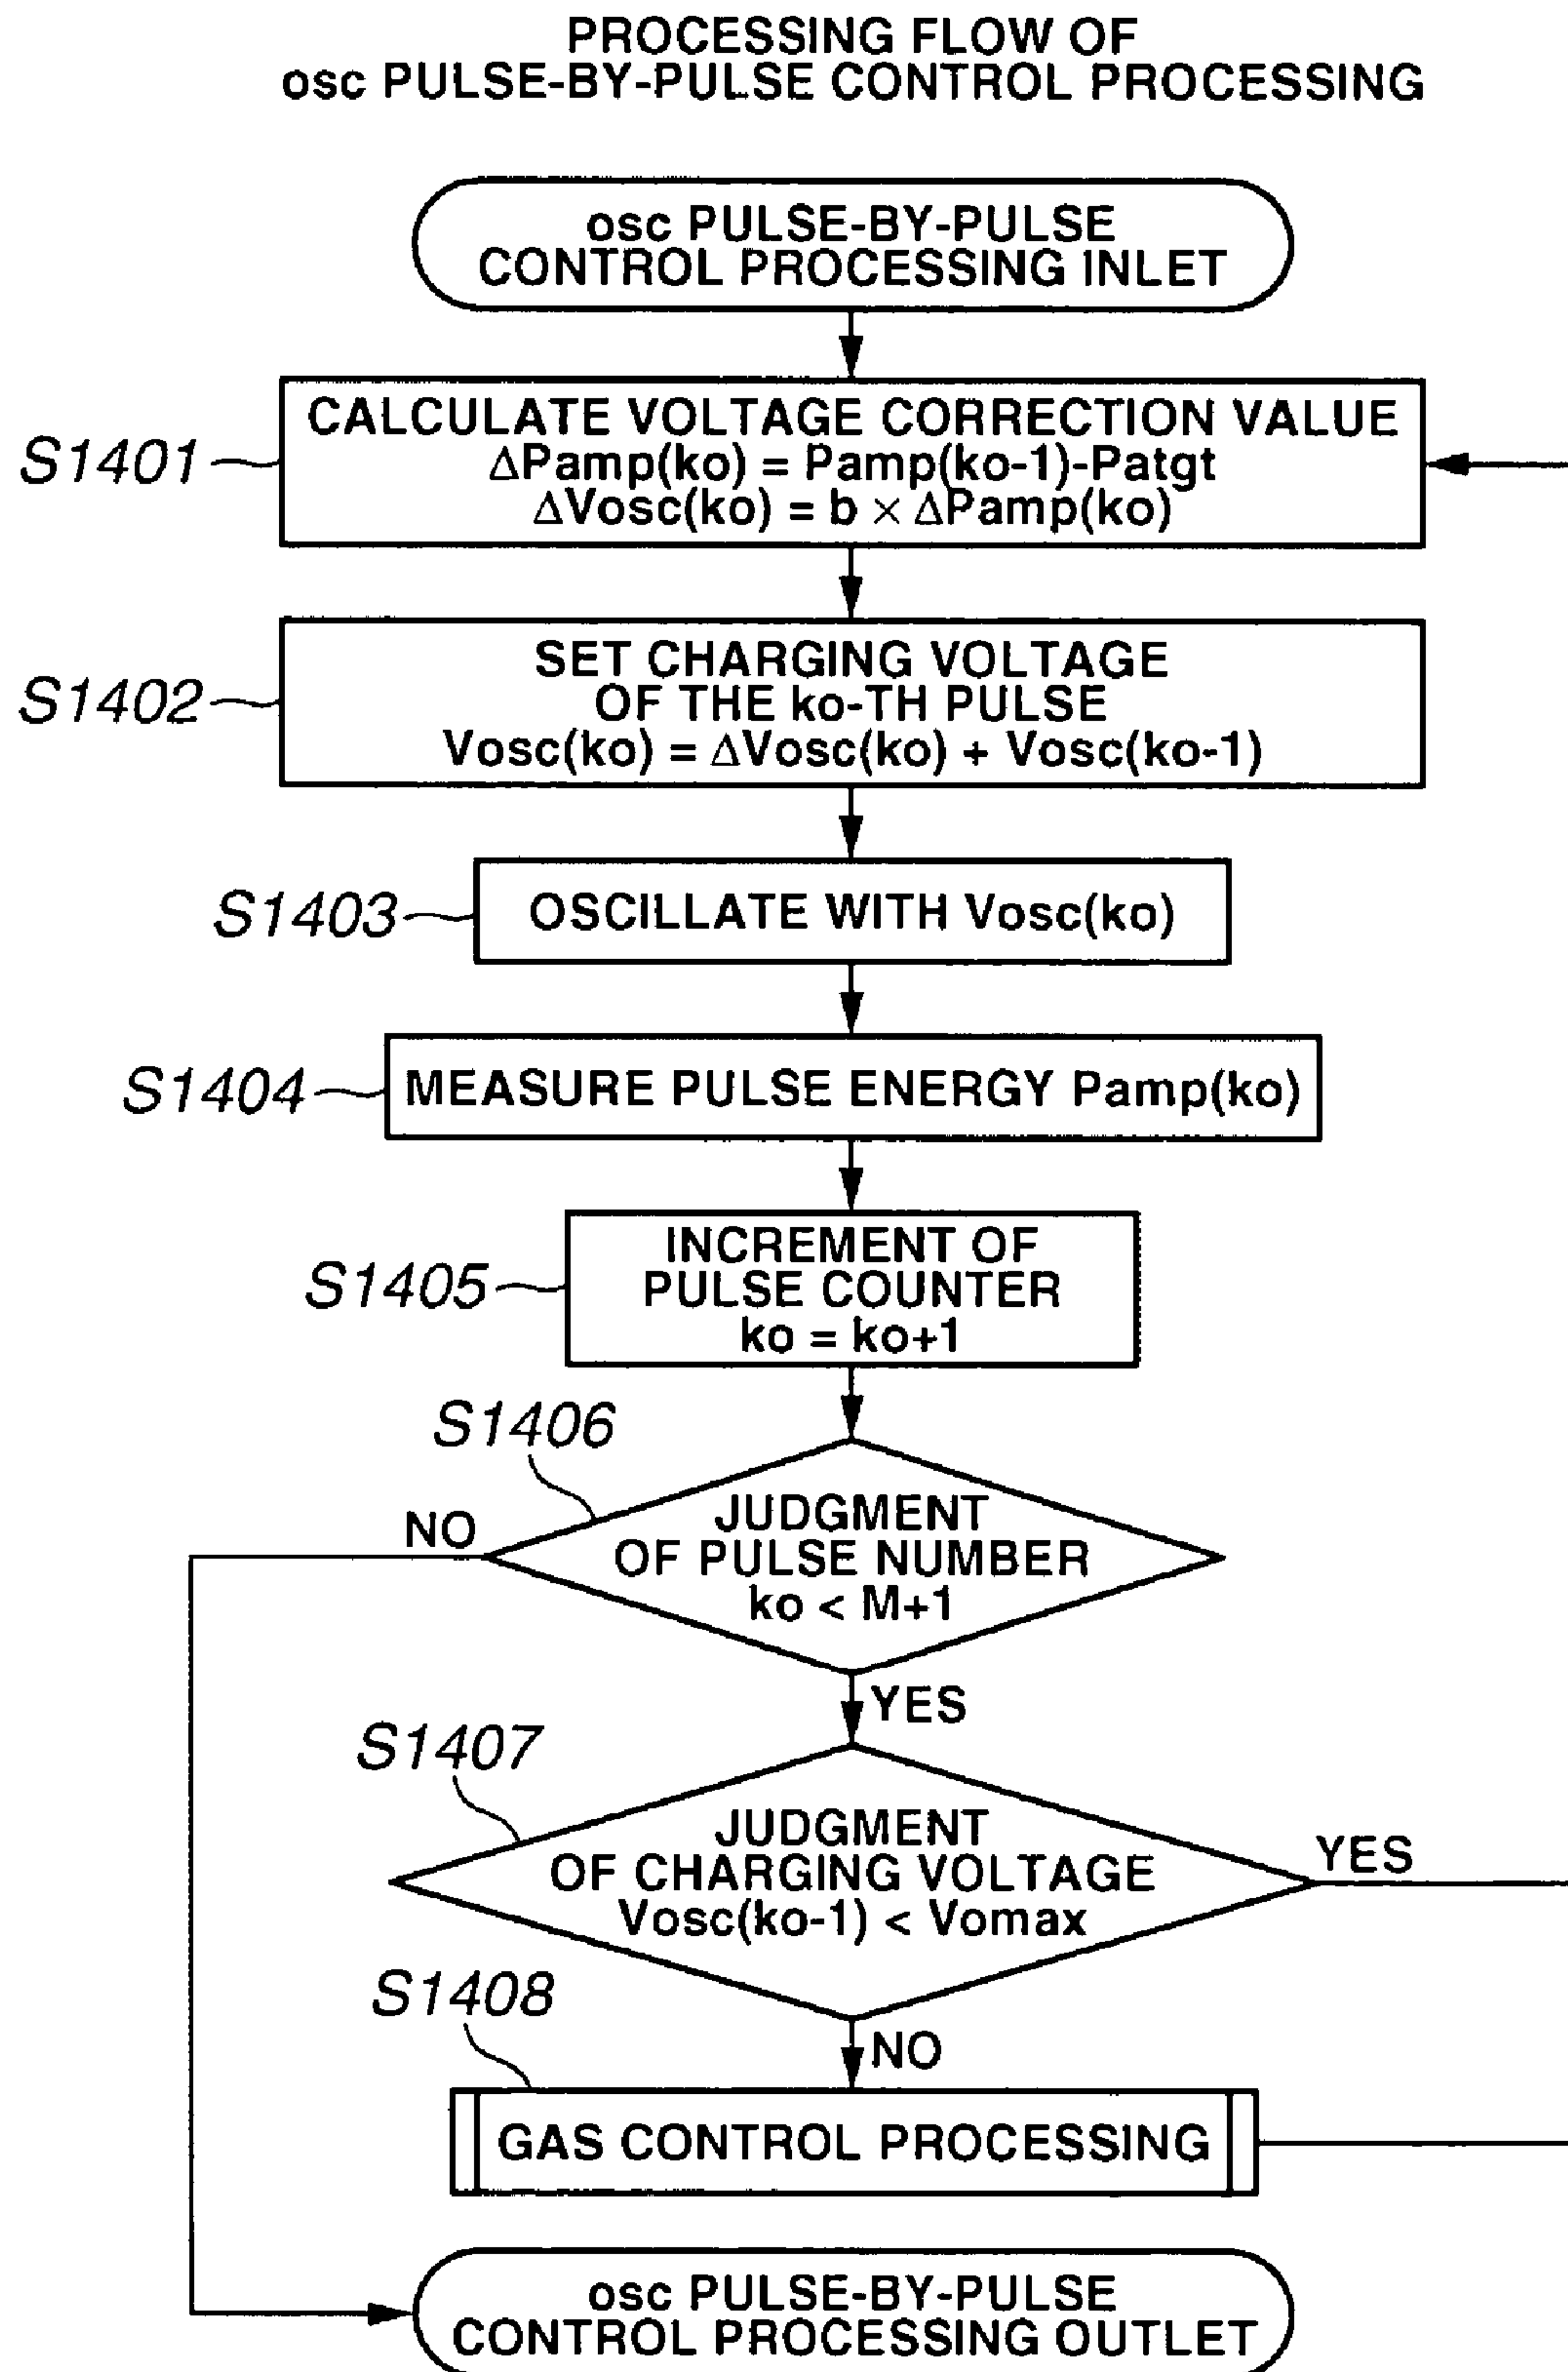 PROCESSING FLOW OF
osc PULSE-BY-PULSE CONTROL PROCESSING
osc PULSE-BY-PULSE
CONTROL PROCESSING INLET
S1401
CALCULATE VOLTAGE CORRECTION VALUE
ΔPamp(ko) = Pamp(ko-1)-Patgt
ΔVosc(ko) = b × ΔPamp(ko)
S1402
SET CHARGING VOLTAGE
OF THE ko-TH PULSE
Vosc(ko) = ΔVosc(ko) + Vosc(ko-1)
S1403
OSCILLATE WITH Vosc(ko)
S1404
MEASURE PULSE ENERGY Pamp(ko)
S1405
INCREMENT OF
PULSE COUNTER
ko = ko+1
S1406
NO
JUDGMENT
OF PULSE NUMBER
ko < M+1
YES
S1407
JUDGMENT
OF CHARGING VOLTAGE
Vosc(ko-1) < Vomax
YES
S1408
NO
GAS CONTROL PROCESSING
osc PULSE-BY-PULSE
CONTROL PROCESSING OUTLET